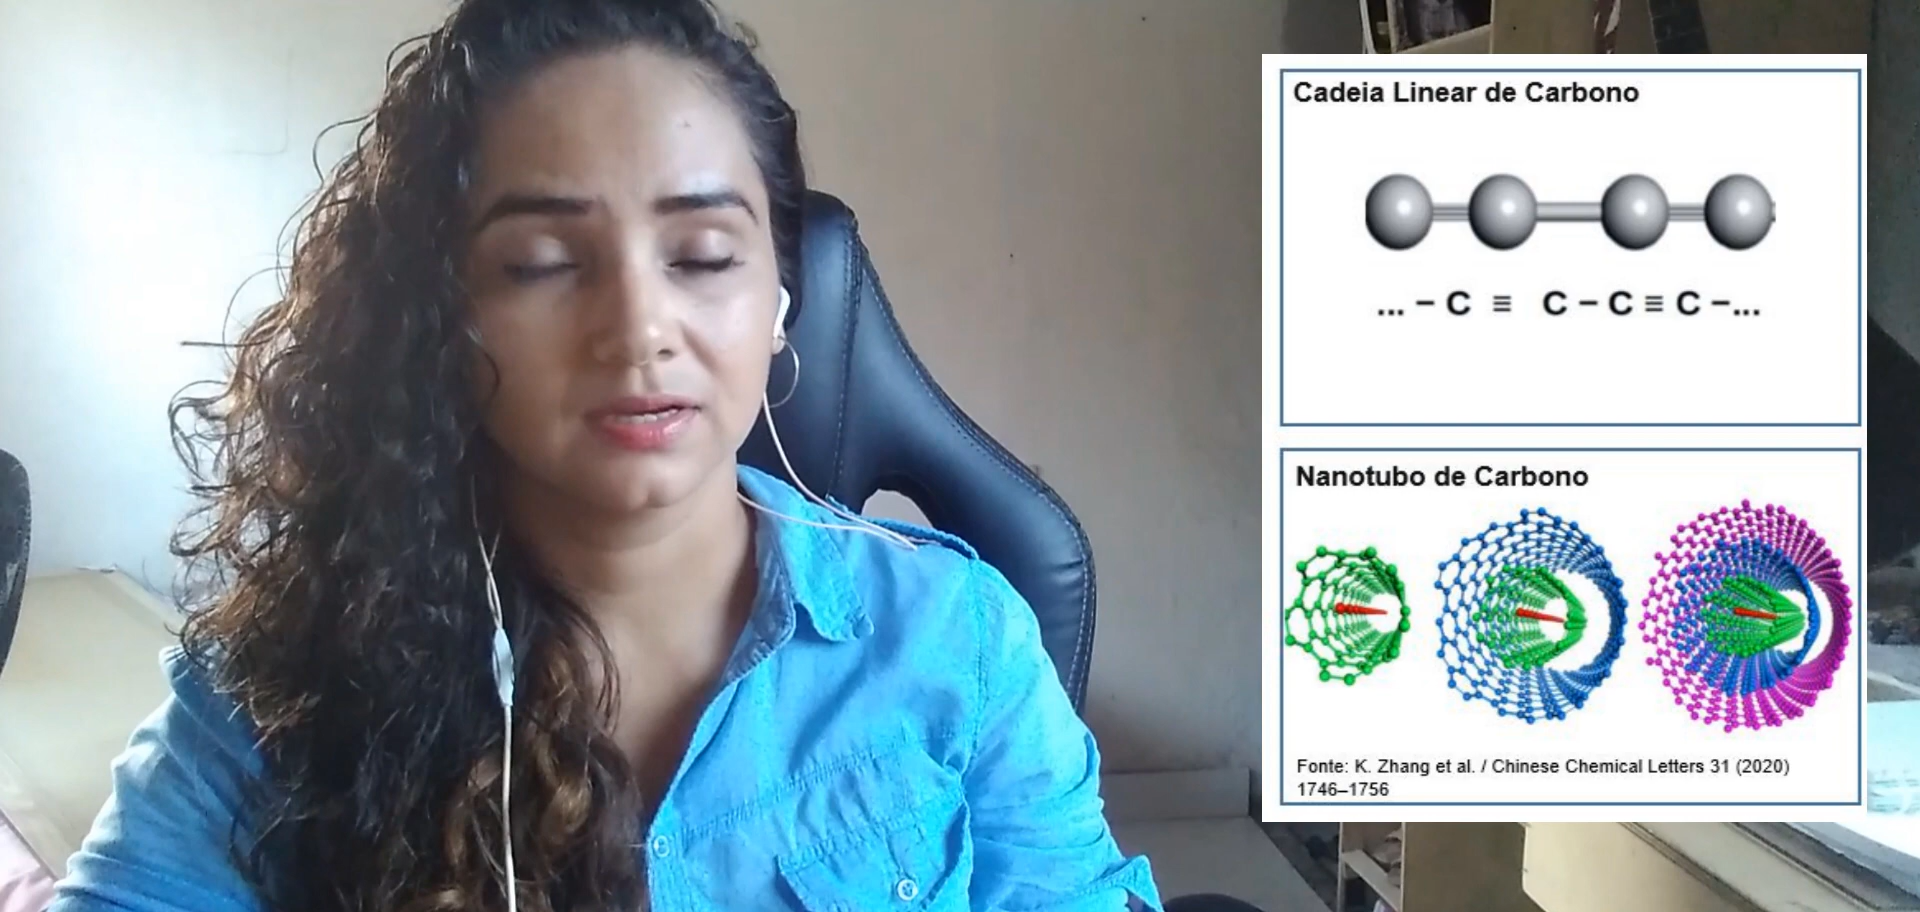 Cadeia Linear de Carbono
... – C ≡ C – C ≡ C – ...
Nanotubo de Carbono
Fonte: K. Zhang et al. / Chinese Chemical Letters 31 (2020)
1746–1756